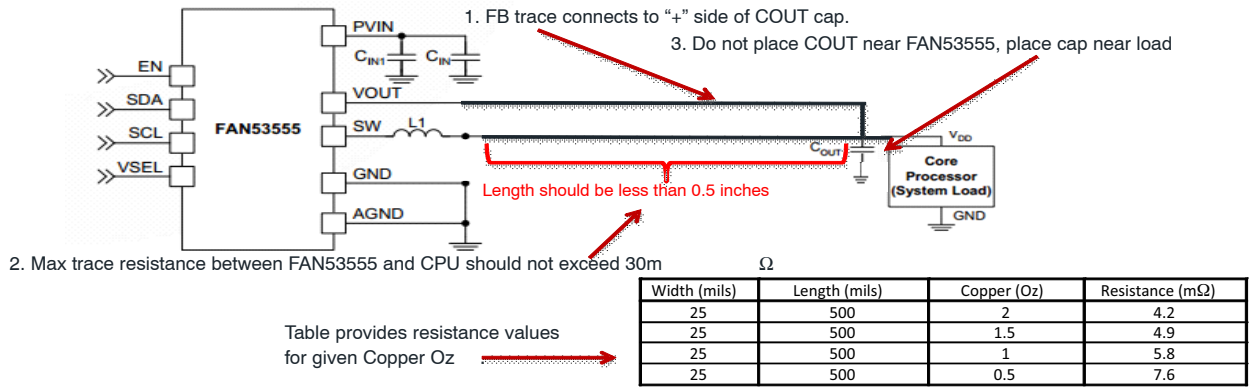 1. FB trace connects to “+” side of COUT cap.
3. Do not place COUT near FAN53555, place cap near load
PVIN
CIN1
CIN
EN
SDA
SCL
VSEL
FAN53555
VOUT
SW
L1
GND
AGND
COUT
VDD
Core
Processor
(System Load)
GND
Length should be less than 0.5 inches
2. Max trace resistance between FAN53555 and CPU should not exceed 30m Ω
Width (mils) Length (mils) Copper (Oz) Resistance (mΩ)
25 500 2 4.2
25 500 1.5 4.9
25 500 1 5.8
25 500 0.5 7.6
Table provides resistance values
for given Copper Oz